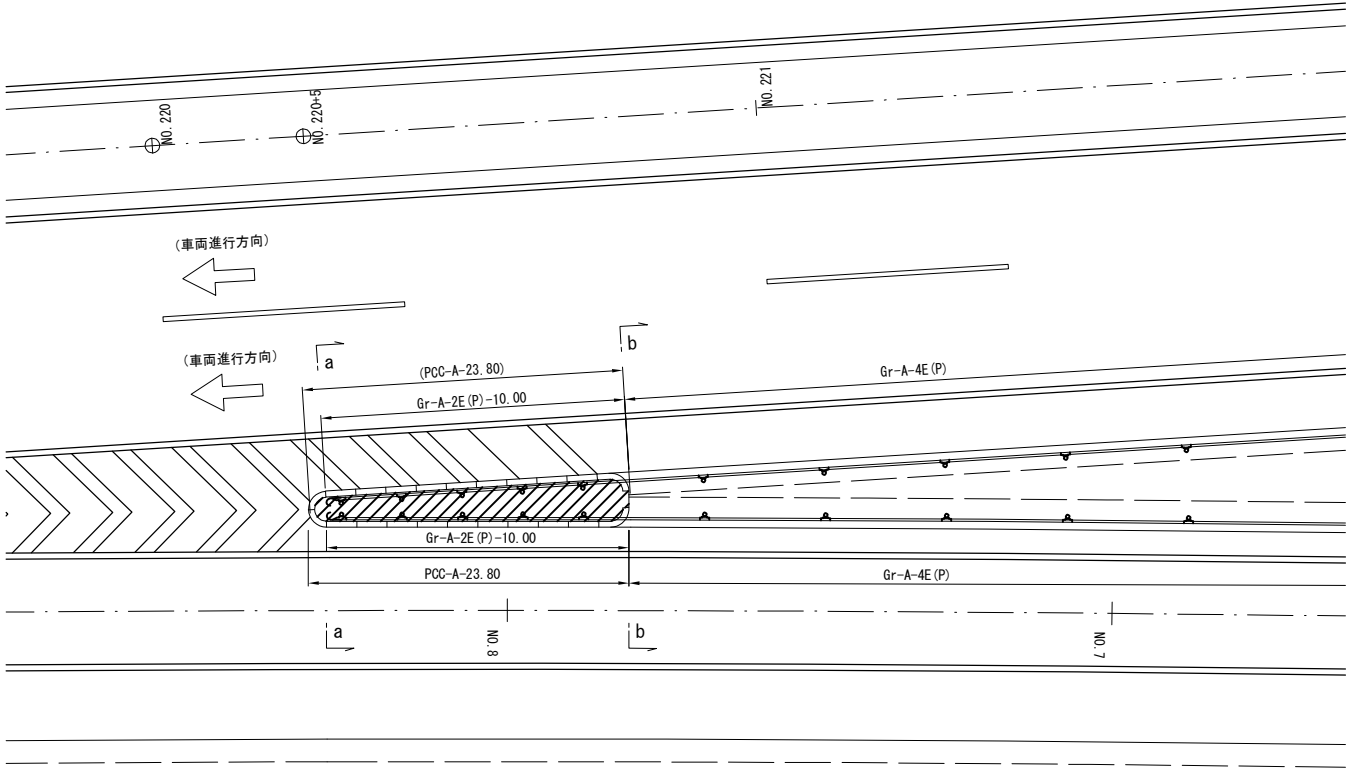 NO. 220
NO. 220+5
NO. 221
(車両進行方向)
(車両進行方向)
a
b
(PCC-A-23.80)
Gr-A-4E(P)
Gr-A-2E(P)-10.00
Gr-A-2E(P)-10.00
PCC-A-23.80
Gr-A-4E(P)
a
b
NO.8
NO.7